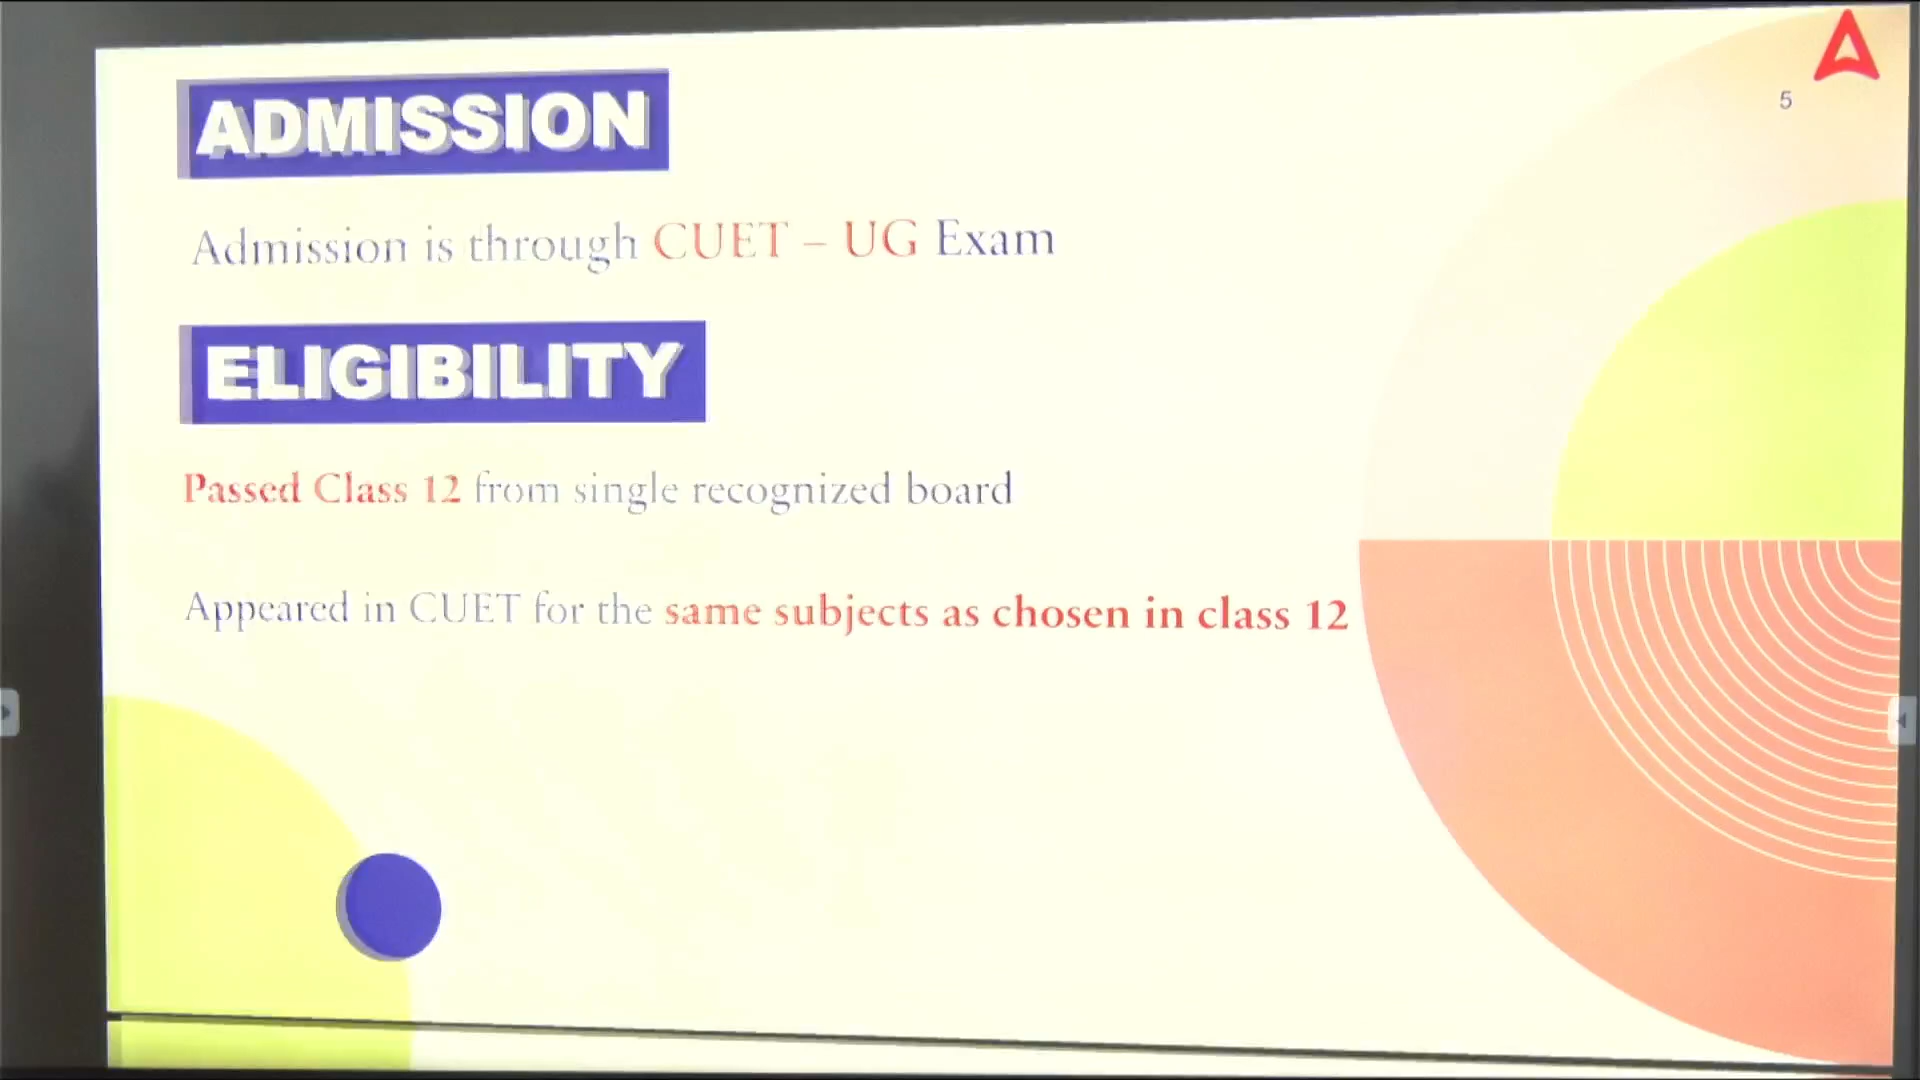 ADMISSION
5
Admission is through CUET – UG Exam
ELIGIBILITY
Passed Class 12 from single recognized board
Appeared in CUET for the same subjects as chosen in class 12